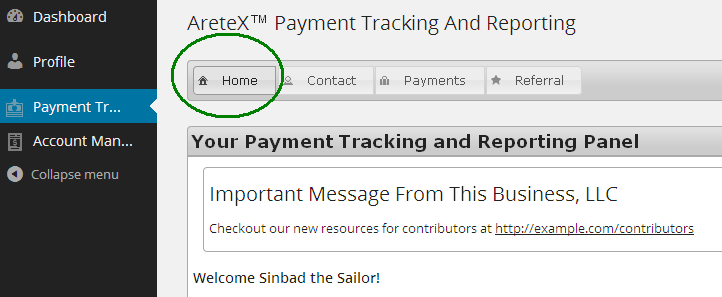 Dashboard
Profile
Payment Tr...
Account Man...
Collapse menu
AreteX™ Payment Tracking And Reporting
Home Contact Payments Referral
Your Payment Tracking and Reporting Panel
Important Message From This Business, LLC
Checkout our new resources for contributors at http://example.com/contributors
Welcome Sinbad the Sailor!